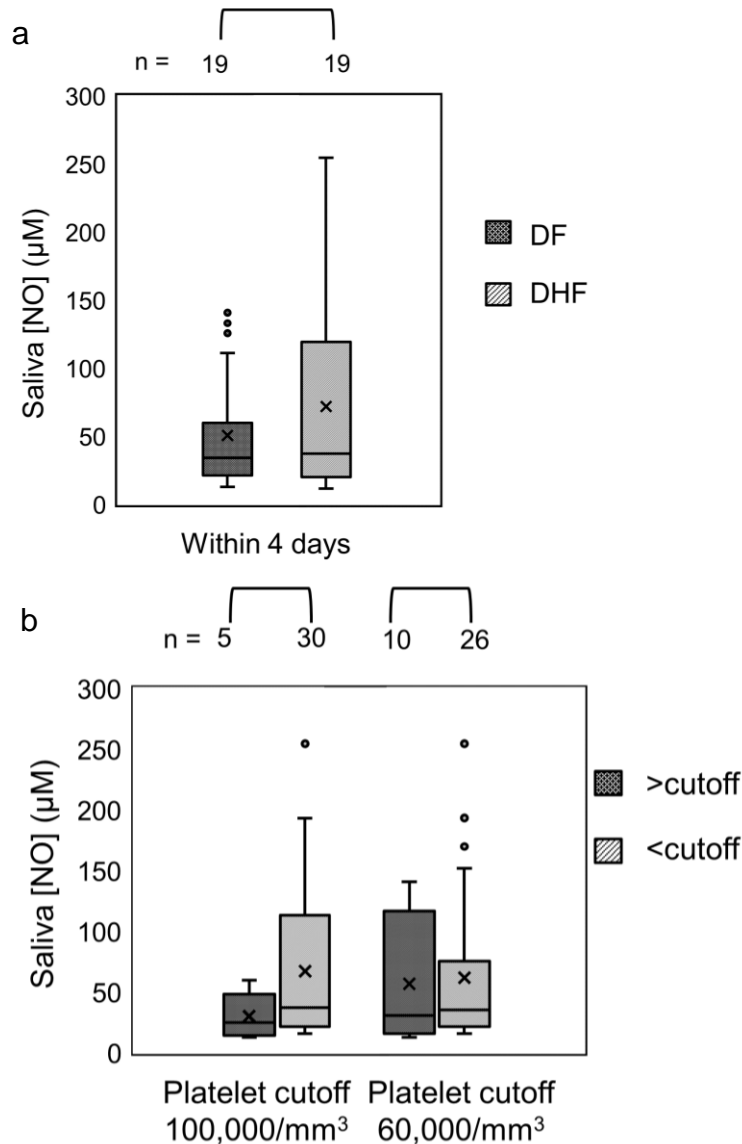 a
n = 19 19
300
250
200
150
100
50
0
Saliva [NO] (µM)
DF
DHF
Within 4 days
b
n = 5 30 10 26
300
250
200
150
100
50
0
Saliva [NO] (µM)
>cutoff
<cutoff
Platelet cutoff Platelet cutoff
100,000/mm³ 60,000/mm³